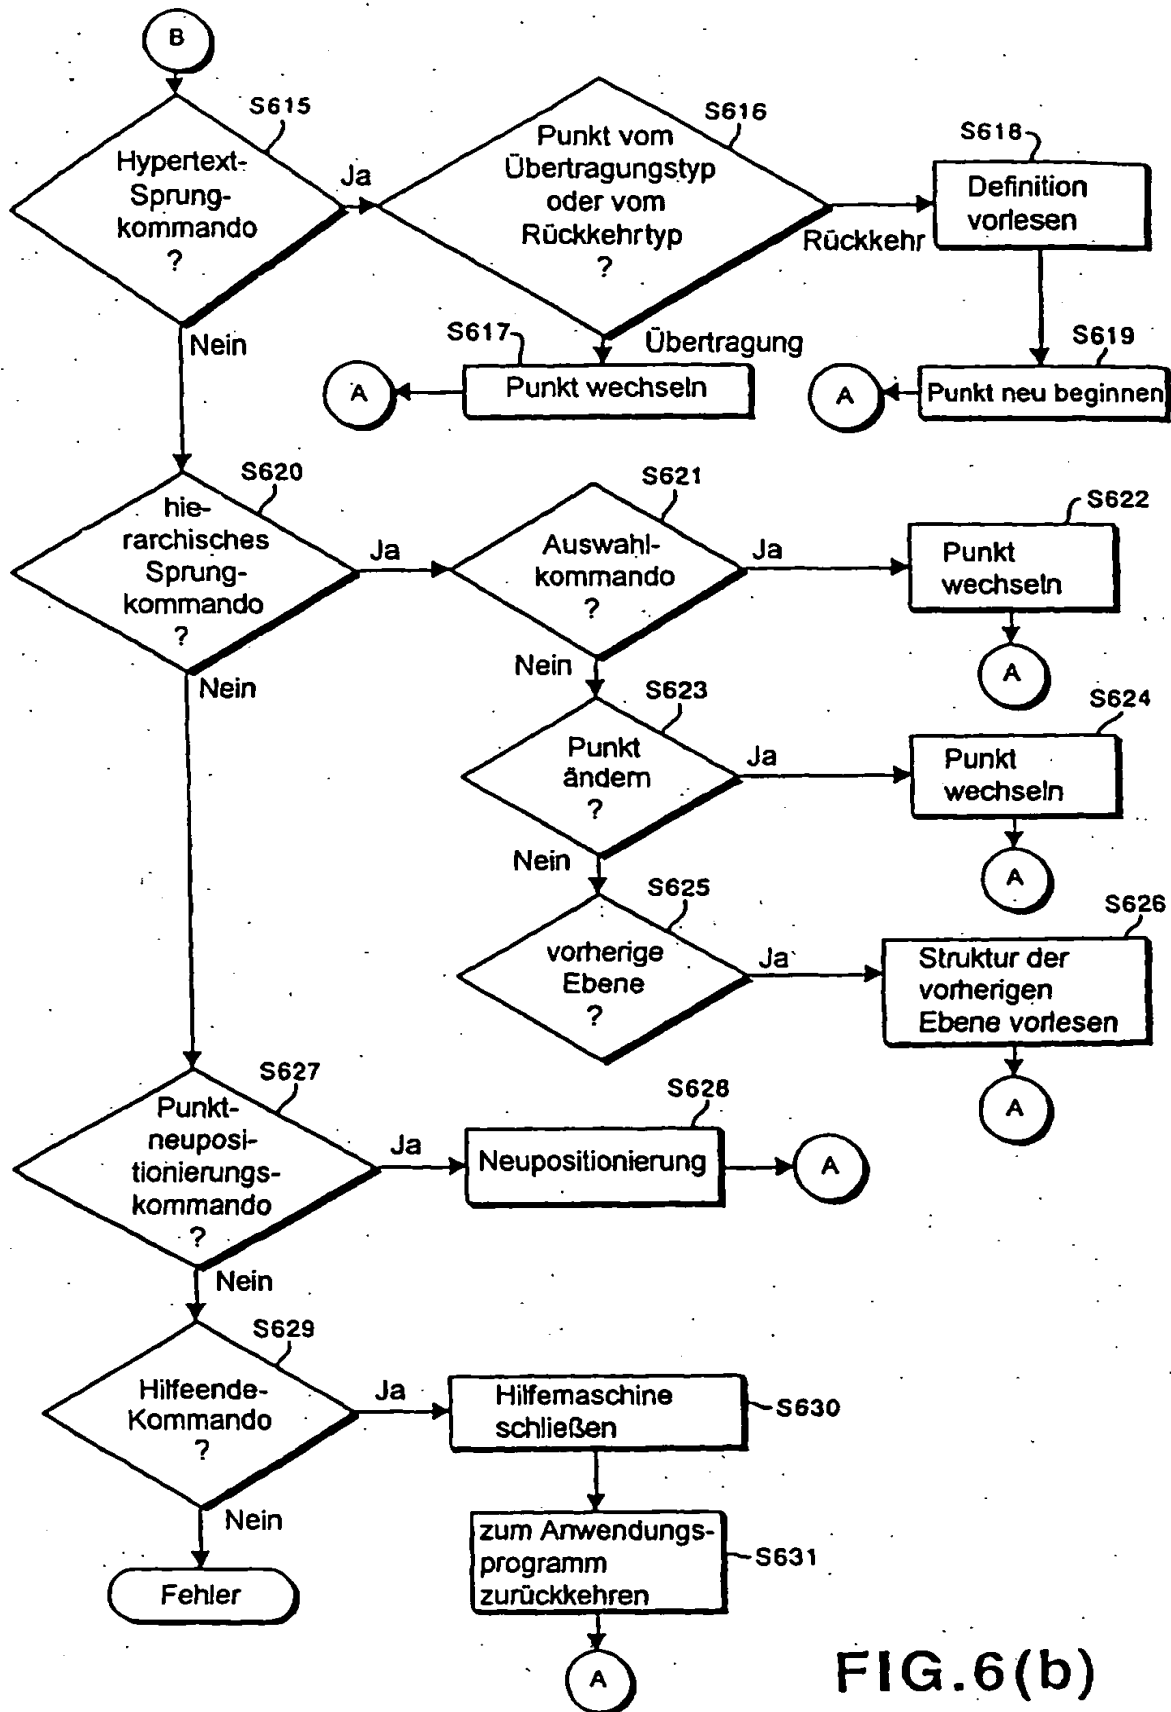 B
S615
Hypertext-
Sprung-
kommando
?
Ja
Nein
S616
Punkt vom
Übertragungstyp
oder vom
Rückkehrtyp
?
Rückkehr
Übertragung
S618
Definition
vorlesen
S617
Punkt wechseln
A
S619
Punkt neu beginnen
A
S620
hie-
rarchisches
Sprung-
kommando
?
Ja
Nein
S621
Auswahl-
kommando
?
Ja
Nein
S622
Punkt
wechseln
A
S623
Punkt
ändern
?
Ja
Nein
S624
Punkt
wechseln
A
S625
vorherige
Ebene
?
Ja
S626
Struktur der
vorherigen
Ebene vorlesen
A
S627
Punkt-
neuposi-
tionierungs-
kommando
?
Ja
Nein
S628
Neupositionierung
A
S629
Hilfeende-
Kommando
?
Ja
Nein
Hilfemaschine
schließen
S630
zum Anwendungs-
programm
zurückkehren
S631
A
Fehler
FIG.6(b)